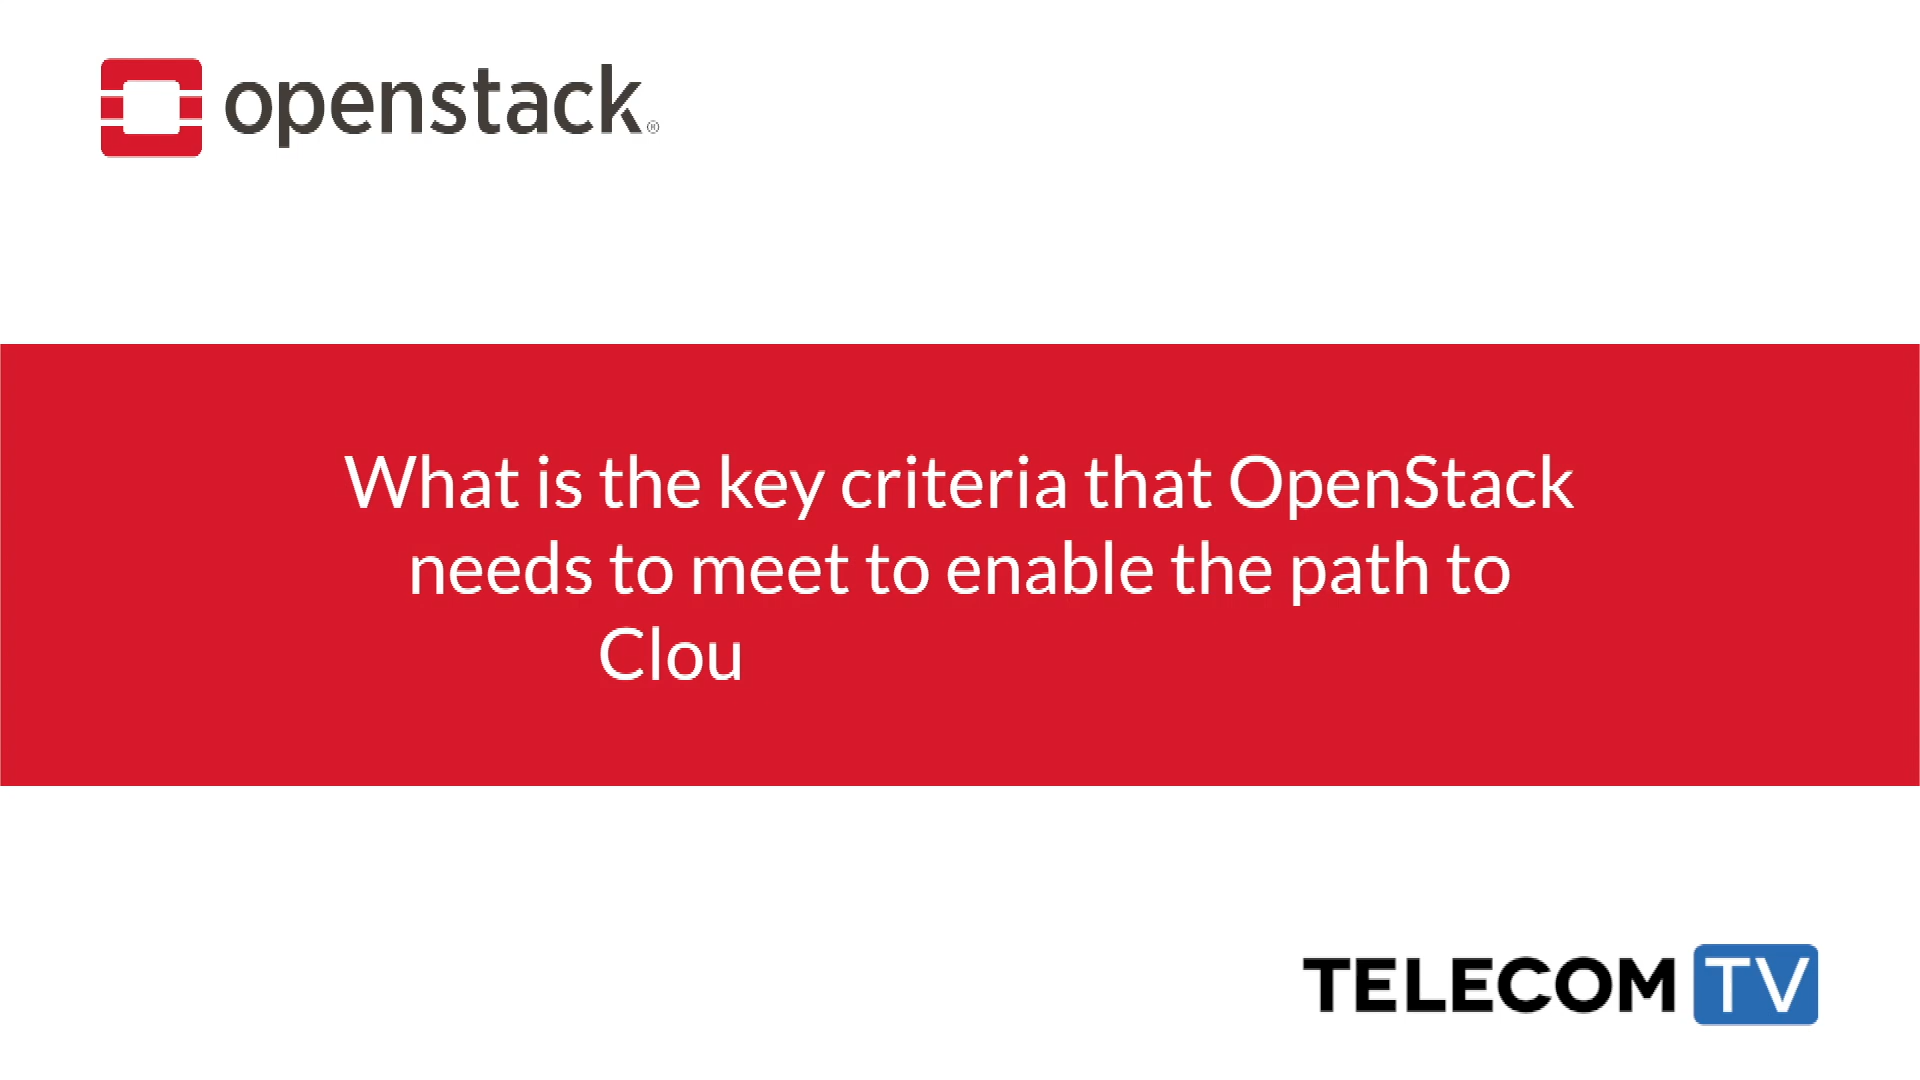 openstack®
What is the key criteria that OpenStack
needs to meet to enable the path to
Clou
TELECOM TV